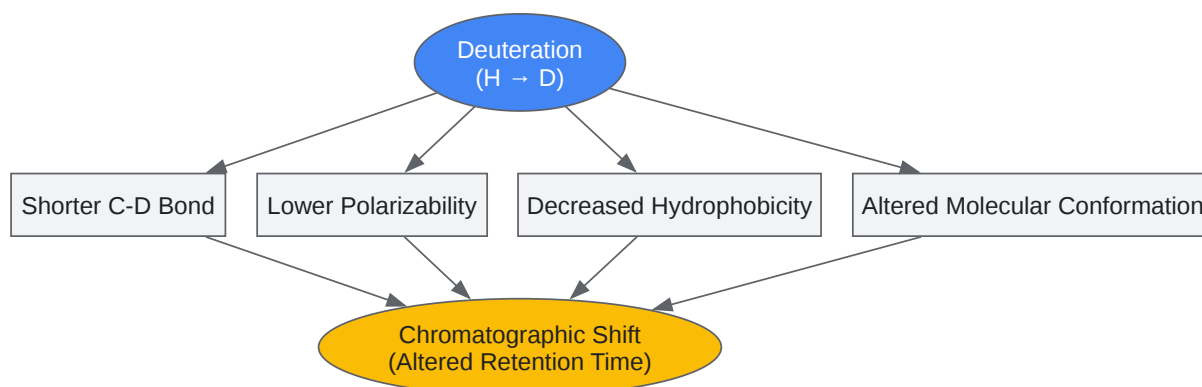 Deuteration
(H → D)
Shorter C-D Bond
Lower Polarizability
Decreased Hydrophobicity
Altered Molecular Conformation
Chromatographic Shift
(Altered Retention Time)